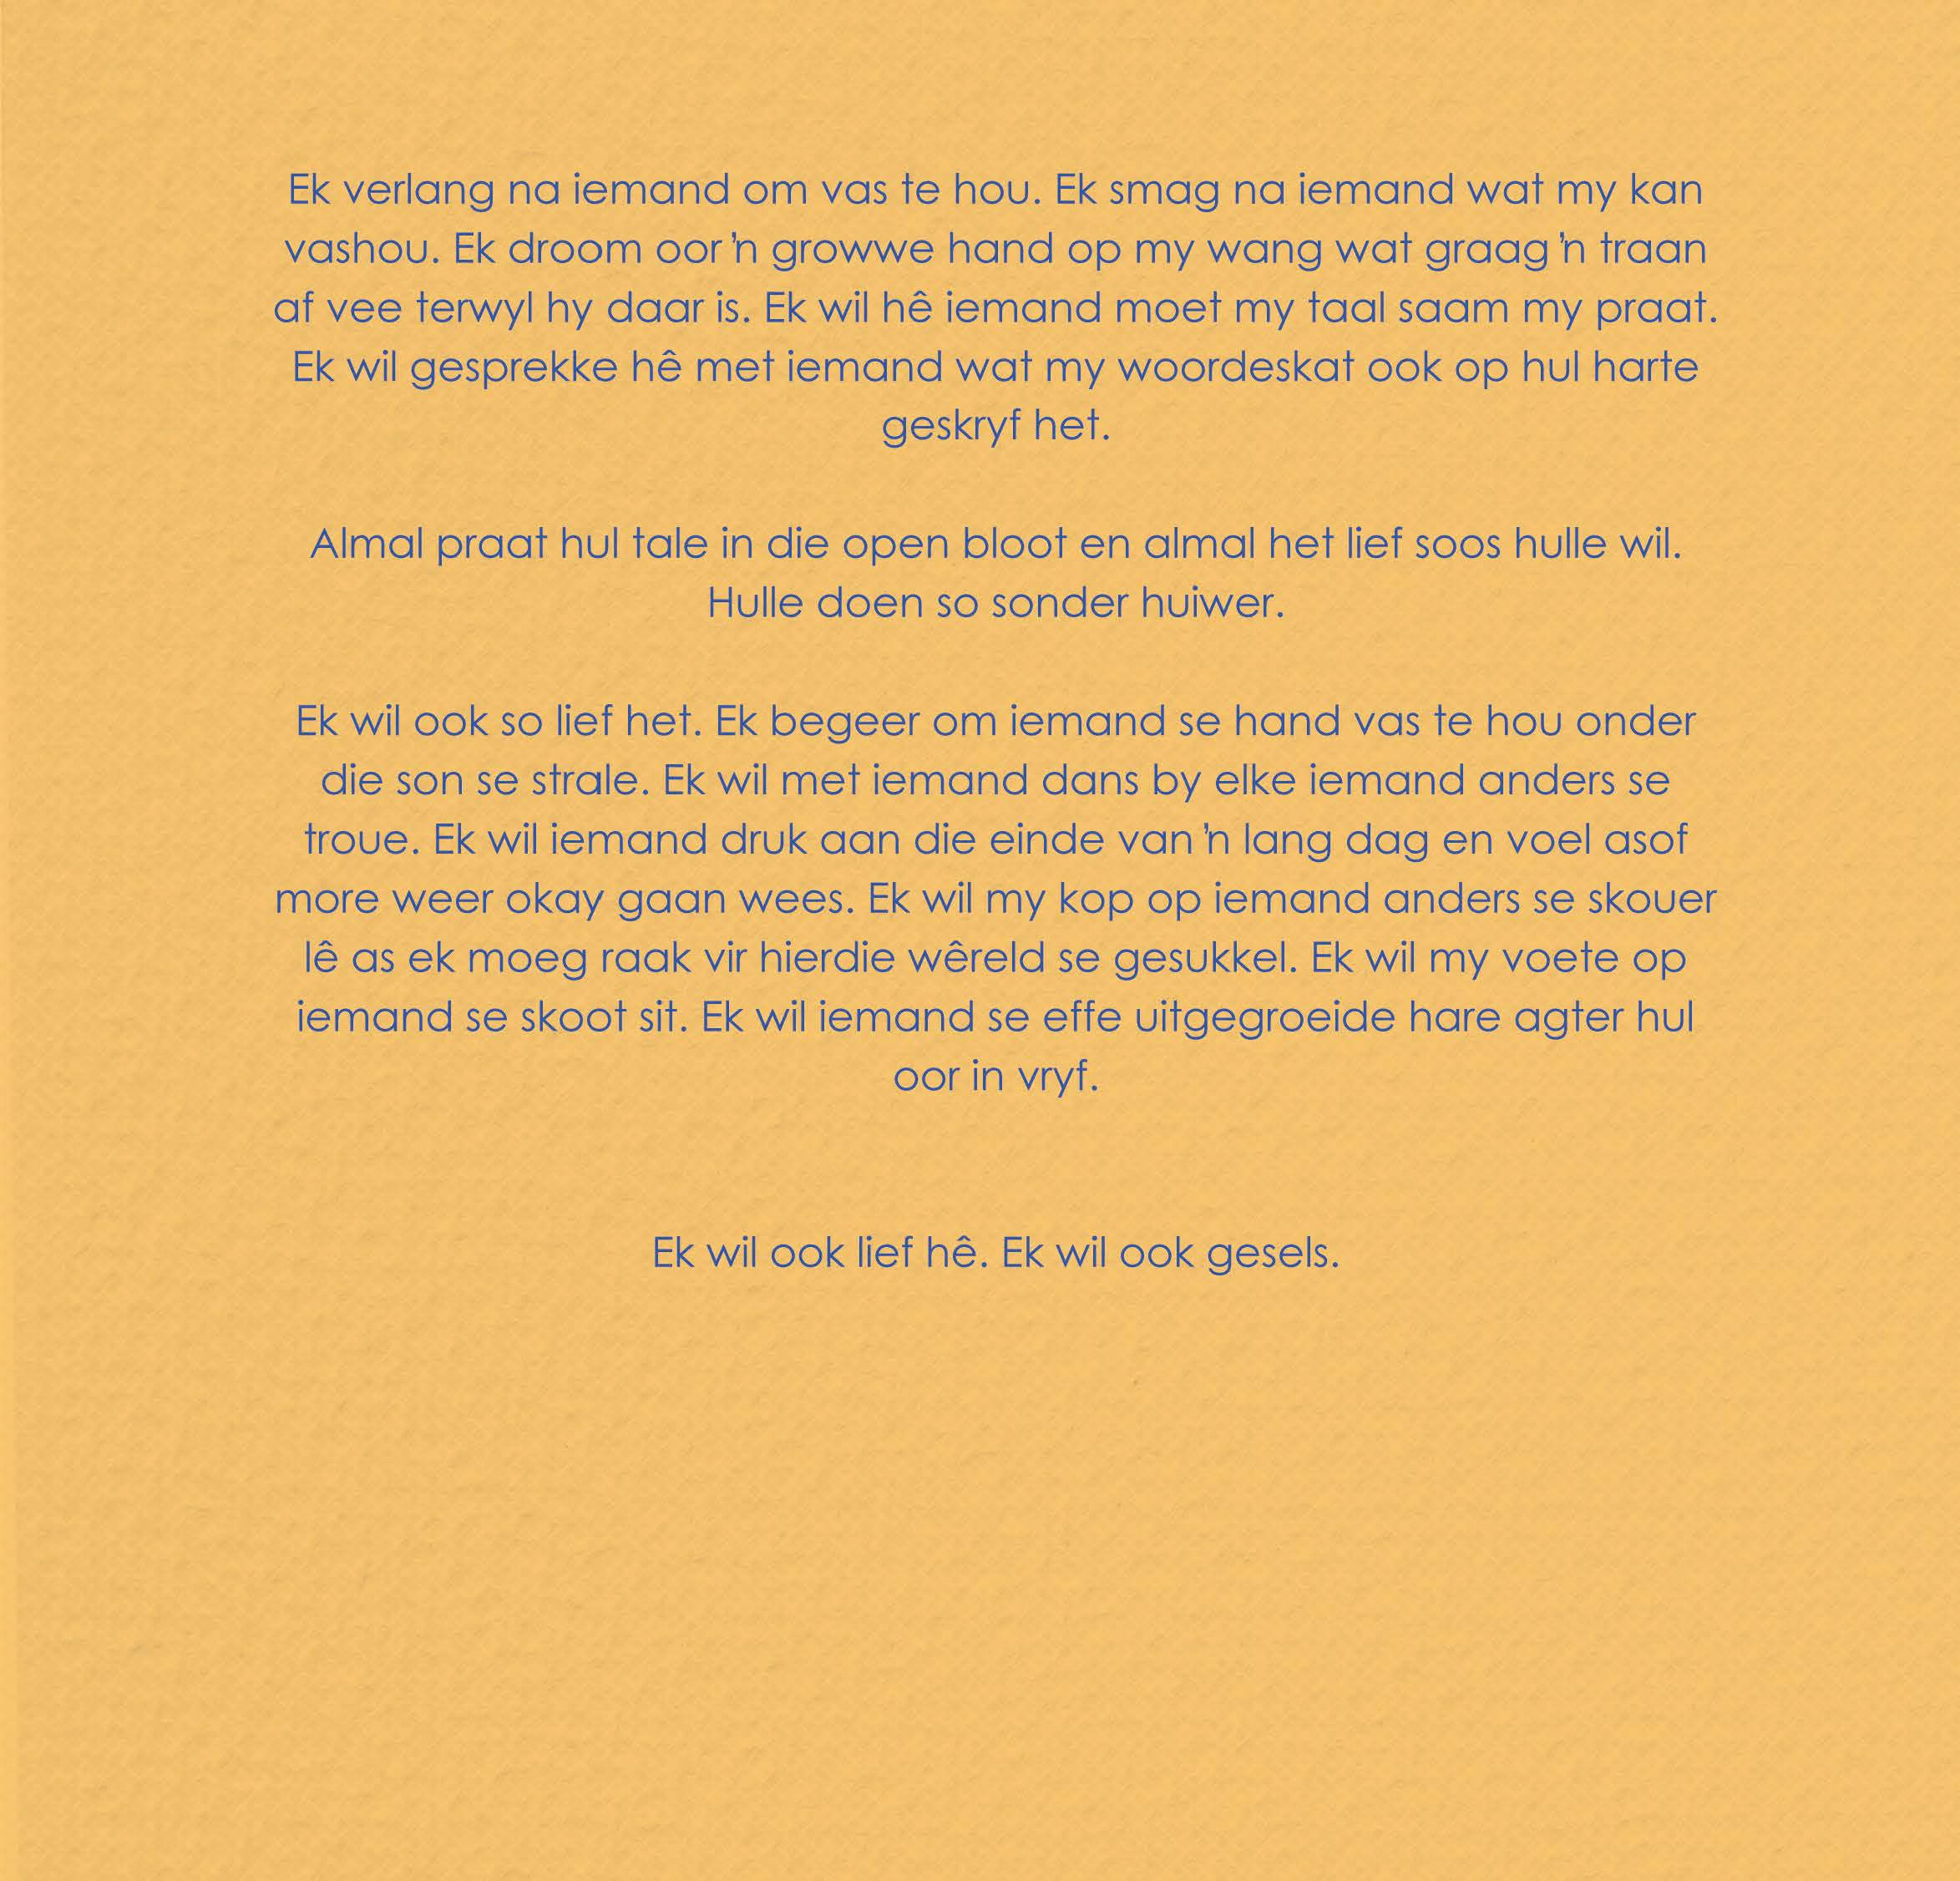 Ek verlang na iemand om vas te hou. Ek smag na iemand wat my kan
vashou. Ek droom oor ŉ growwe hand op my wang wat graag ŉ traan
af vee terwyl hy daar is. Ek wil hê iemand moet my taal saam my praat.
Ek wil gesprekke hê met iemand wat my woordeskat ook op hul harte
geskryf het.
Almal praat hul tale in die open bloot en almal het lief soos hulle wil.
Hulle doen so sonder huiwer.
Ek wil ook so lief het. Ek begeer om iemand se hand vas te hou onder
die son se strale. Ek wil met iemand dans by elke iemand anders se
troue. Ek wil iemand druk aan die einde van ŉ lang dag en voel asof
more weer okay gaan wees. Ek wil my kop op iemand anders se skouer
lê as ek moeg raak vir hierdie wêreld se gesukkel. Ek wil my voete op
iemand se skoot sit. Ek wil iemand se effe uitgegroeide hare agter hul
oor in vryf.
Ek wil ook lief hê. Ek wil ook gesels.